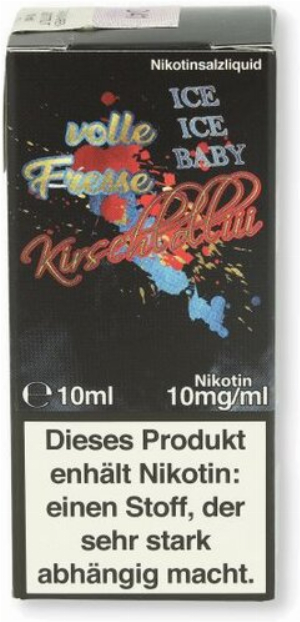 Nikotinsalzliquid
ICE
ICE
BABY
volle
Fresse
Kirschlolliiii
℮ 10ml
Nikotin
10mg/ml
Dieses Produkt
enhält Nikotin:
einen Stoff, der
sehr stark
abhängig macht.